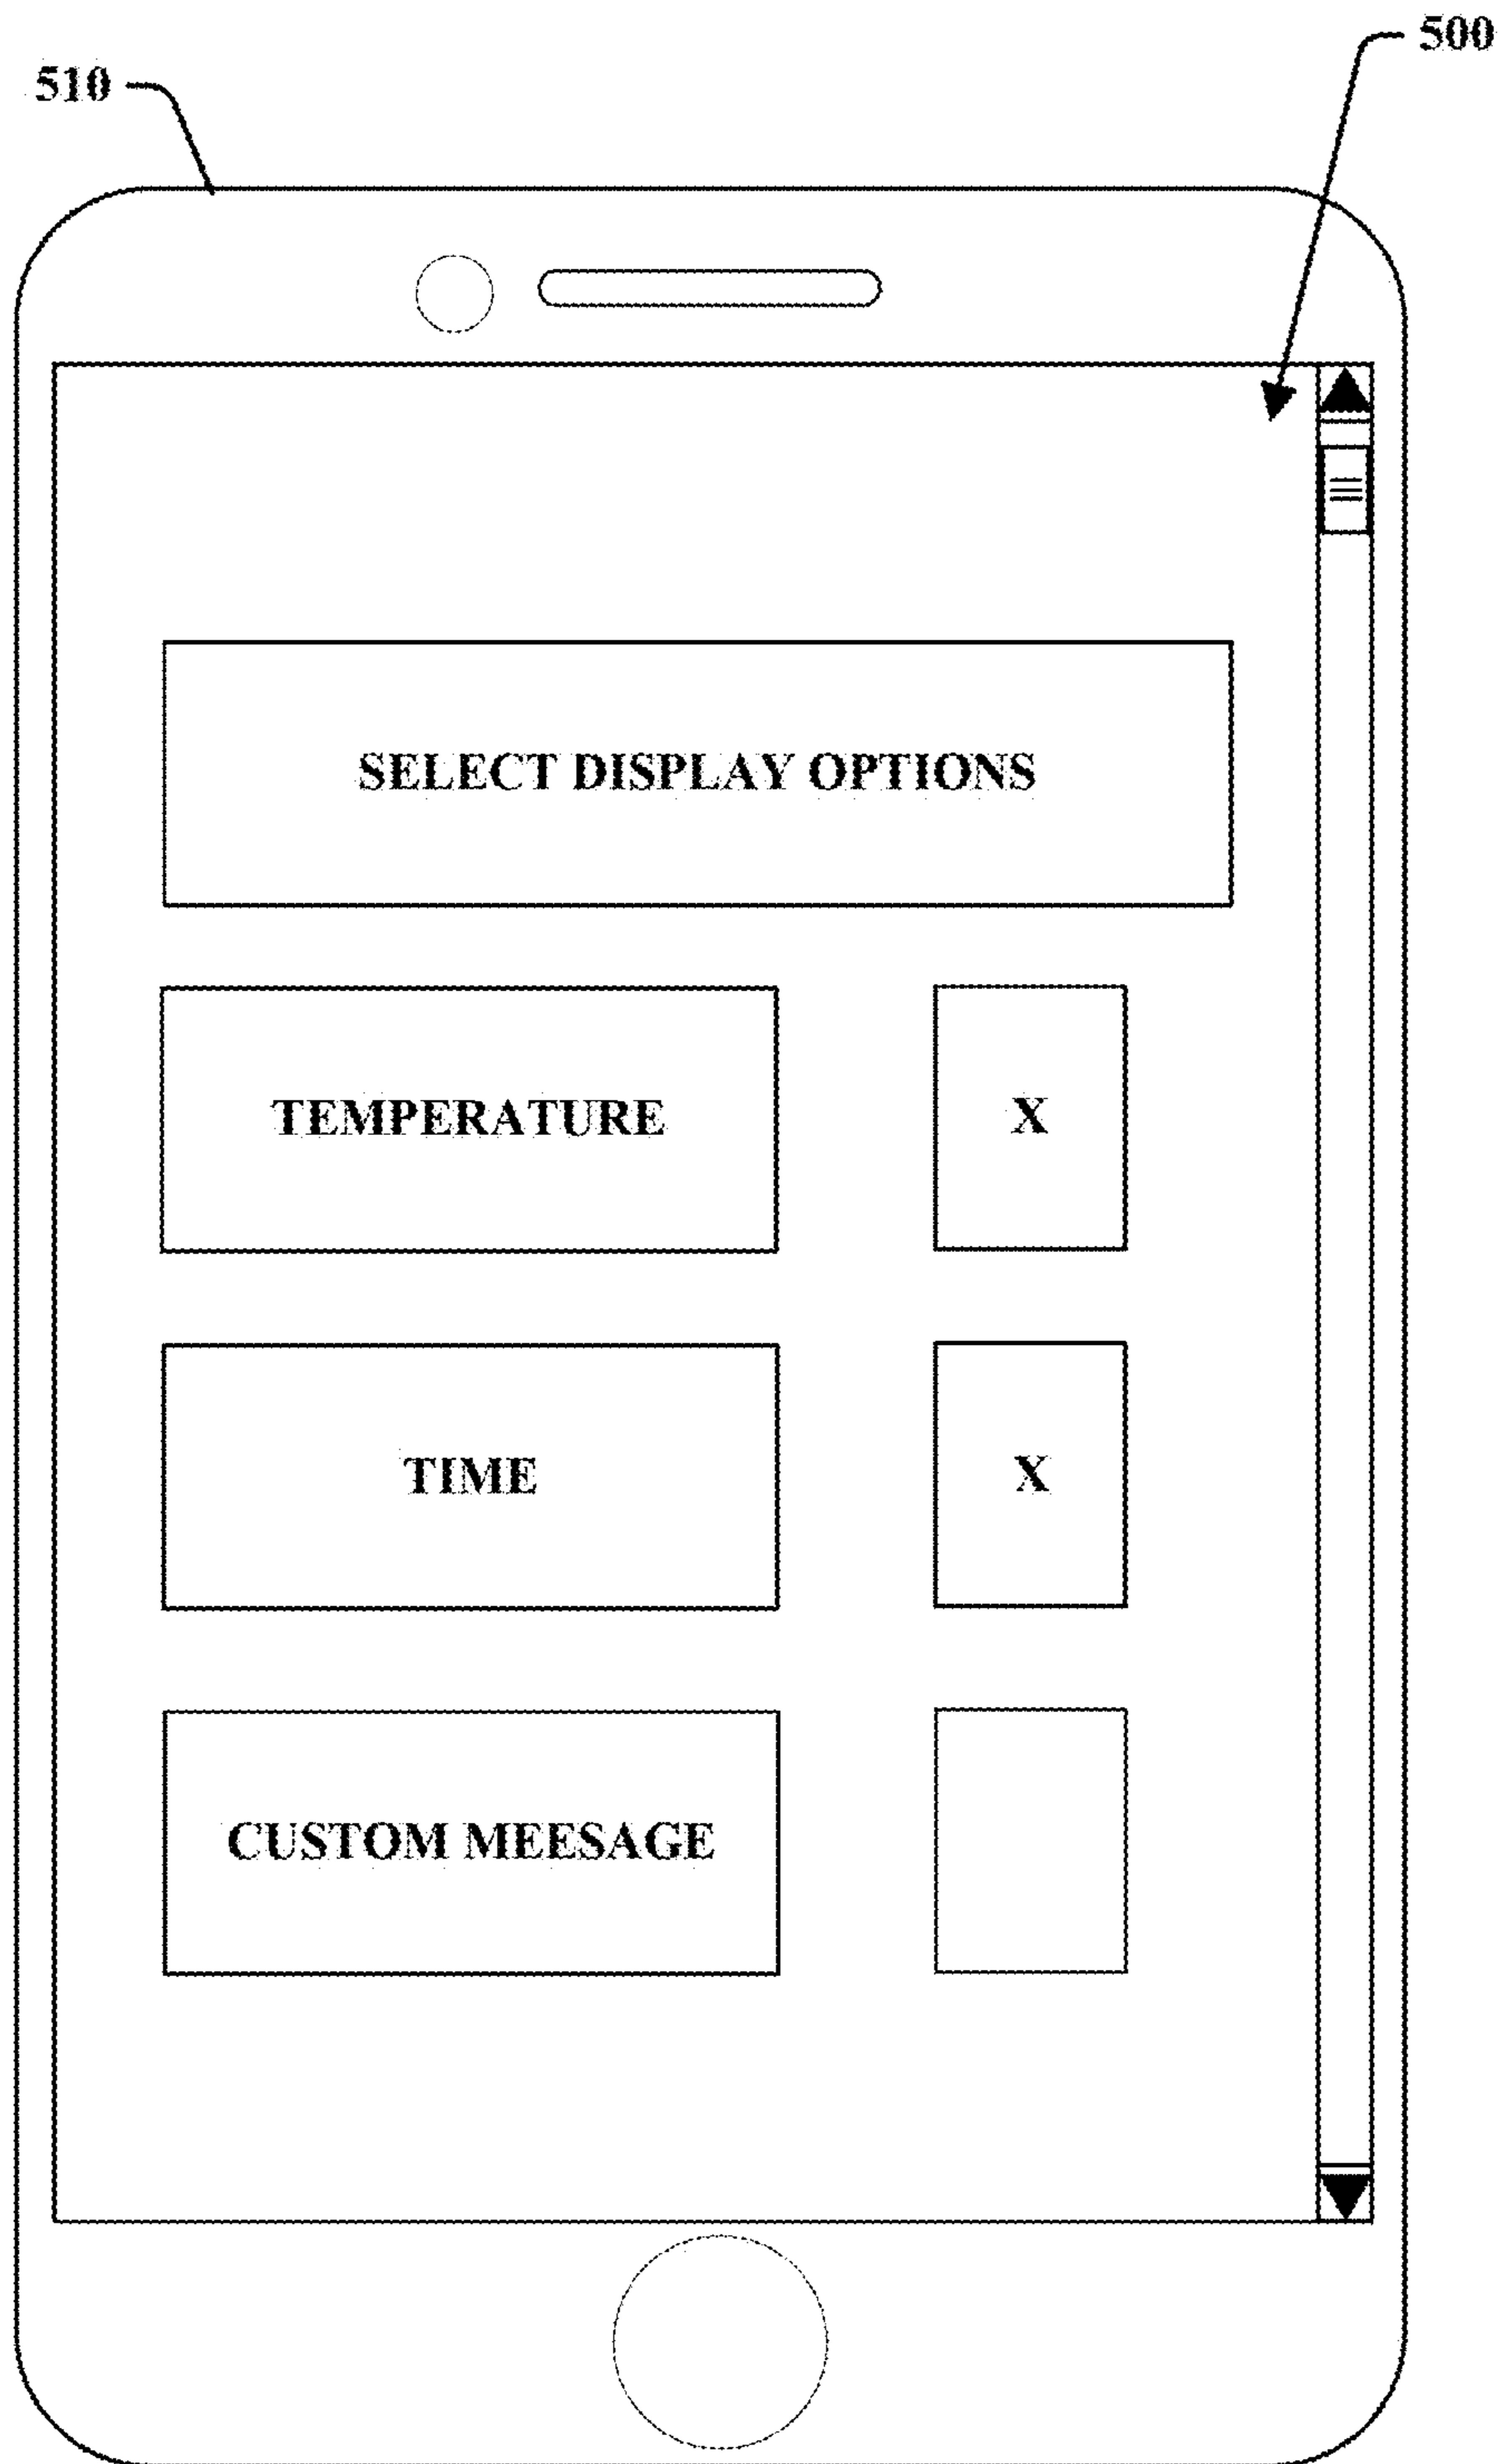 500
510
SELECT DISPLAY OPTIONS
TEMPERATURE X
TIME X
CUSTOM MEESAGE